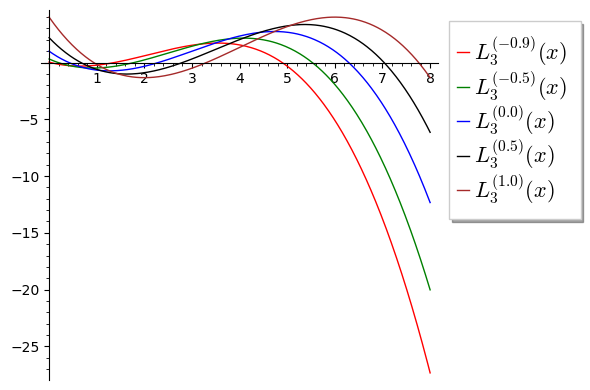 1 2 3 4 5 6 7 8
−5
−10
−15
−20
−25
L_3^{(-0.9)}(x)
L_3^{(-0.5)}(x)
L_3^{(0.0)}(x)
L_3^{(0.5)}(x)
L_3^{(1.0)}(x)